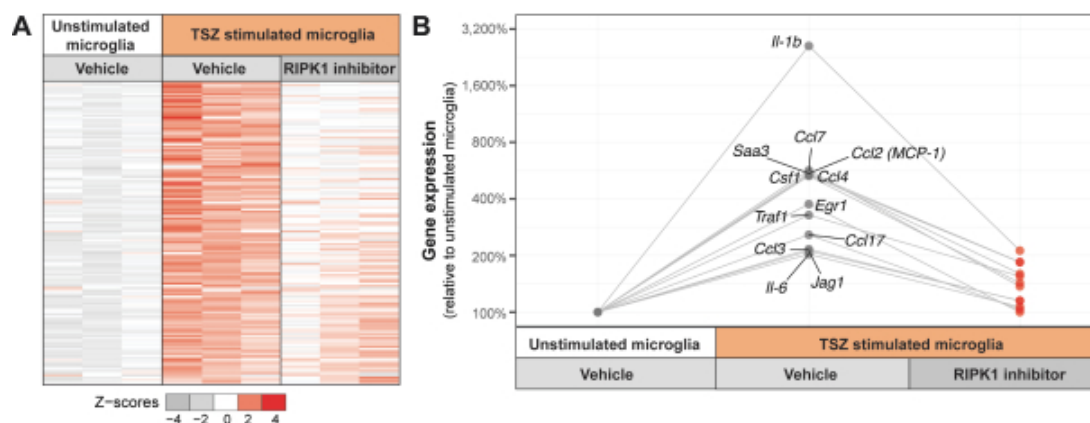 A
Unstimulated
microglia
TSZ stimulated microglia
Vehicle
Vehicle
RIPK1 inhibitor
Z-scores
-4
-2
0
2
4
B
Gene expression
(relative to unstimulated microglia)
3,200%
1,600%
800%
400%
200%
100%
Il-1b
Ccl7
Saa3
Ccl2 (MCP-1)
Csf1
Ccl4
Egr1
Traf1
Ccl17
Ccl3
Il-6
Jag1
Unstimulated microglia
TSZ stimulated microglia
Vehicle
Vehicle
RIPK1 inhibitor